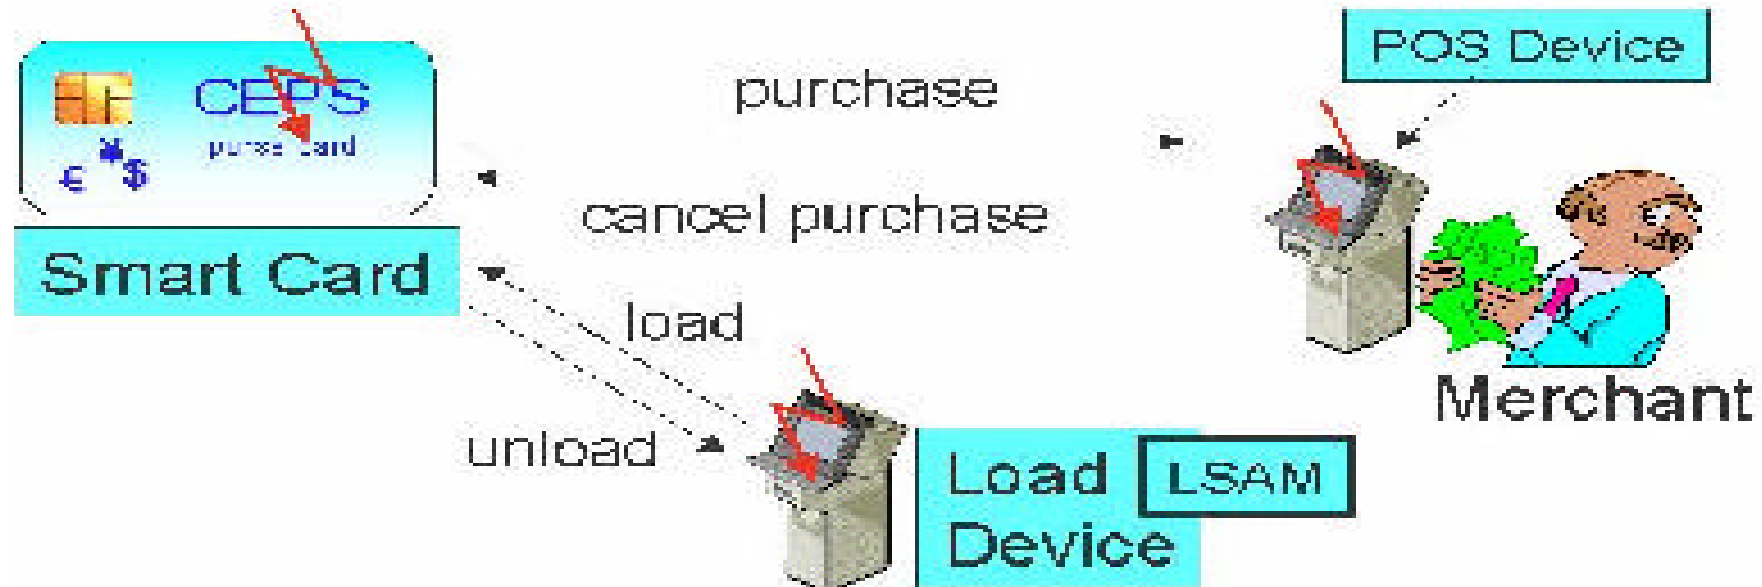 POS Device
CEPS
purse card
purchase
€ ¥ $
cancel purchase
Smart Card
load
Merchant
unload
Load LSAM
Device